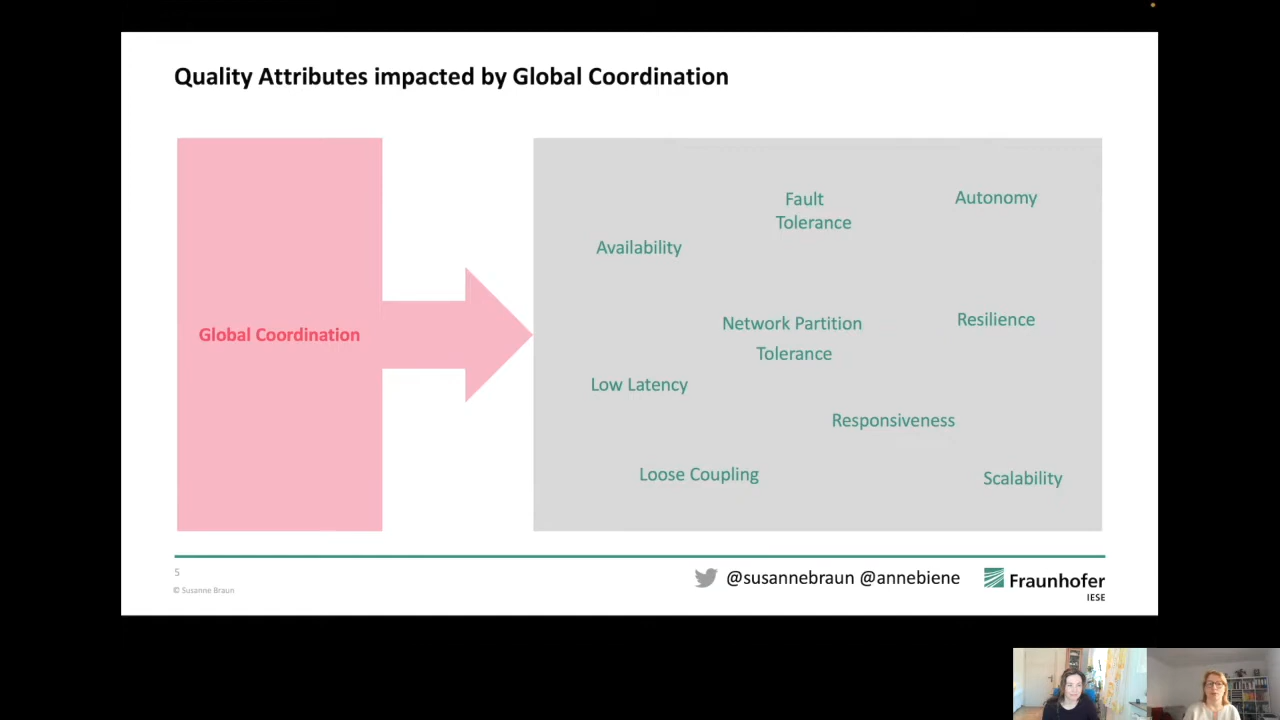 Quality Attributes impacted by Global Coordination
Global Coordination
Fault
Tolerance
Autonomy
Availability
Network Partition
Tolerance
Resilience
Low Latency
Responsiveness
Loose Coupling
Scalability
5
© Susanne Braun
@susannebraun @annebiene
Fraunhofer
IESE